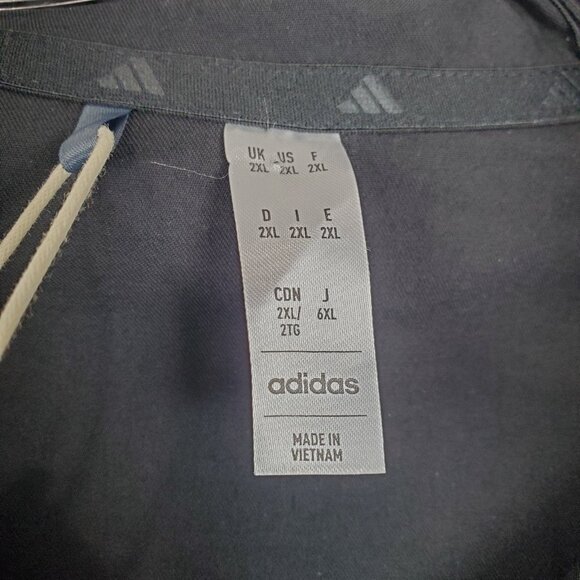 UK US F
2XL 2XL 2XL
D I E
2XL 2XL 2XL
CDN J
2XL/ 6XL
2TG
adidas
MADE IN
VIETNAM